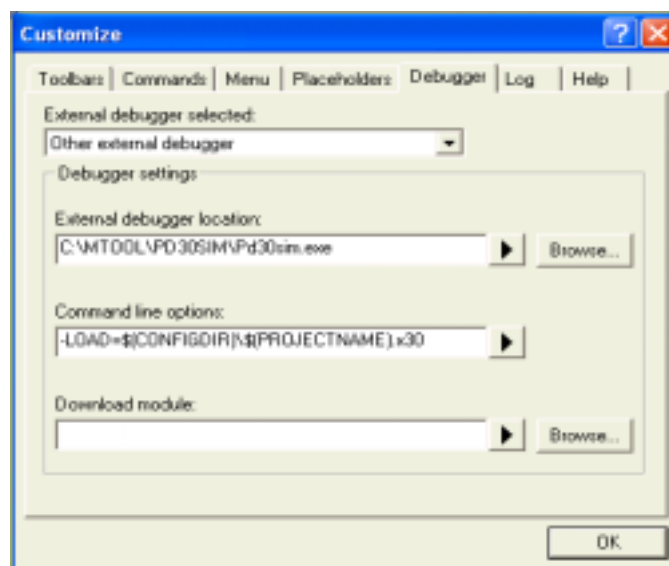 Customize
Toolbars Commands Menu Placeholders Debugger Log Help
External debugger selected:
Other external debugger
Debugger settings
External debugger location:
C:\MTOOL\PD30SIM\Pd30sim.exe
Browse...
Command line options:
-LOAD=$(CONFIGDIR)\$(PROJECTNAME).x30
Download module:
Browse...
OK